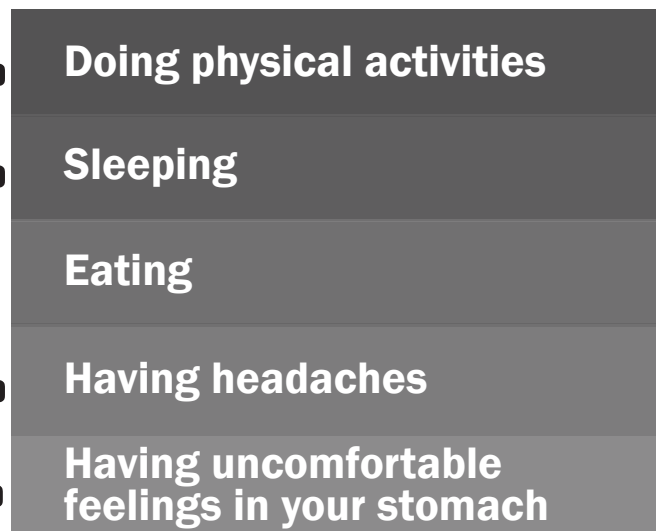 Doing physical activities
Sleeping
Eating
Having headaches
Having uncomfortable
feelings in your stomach